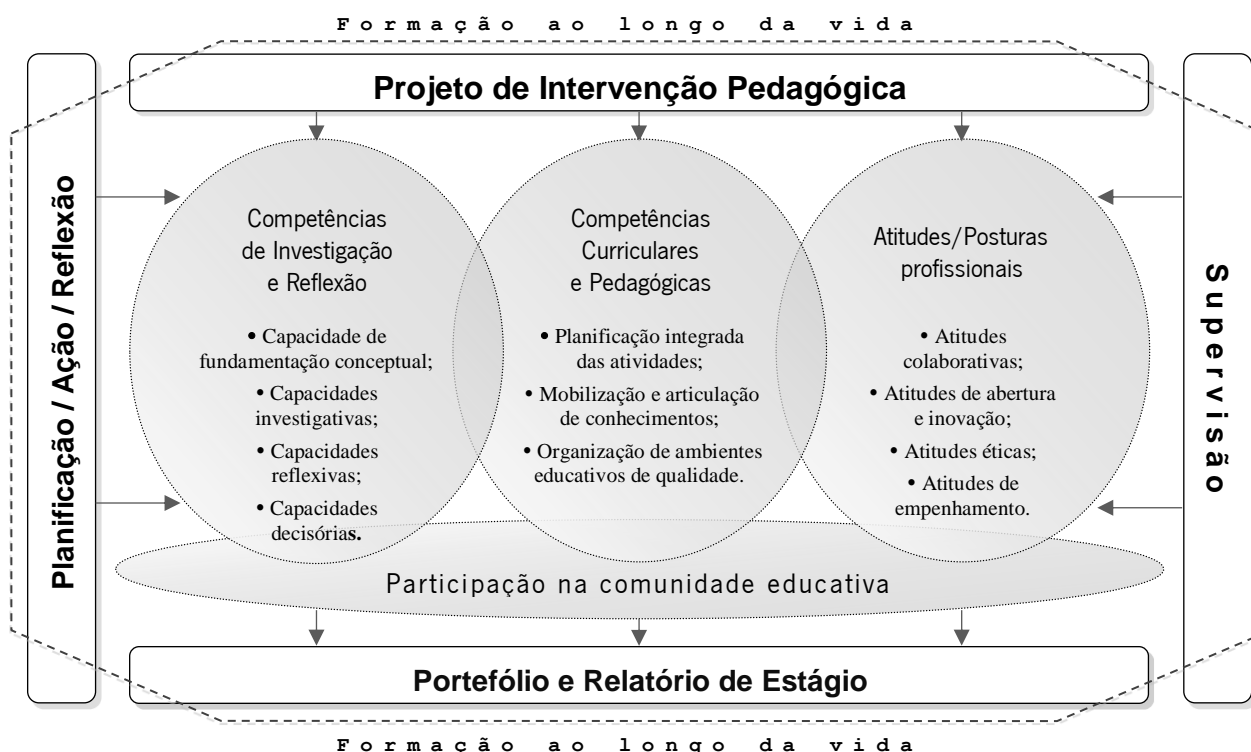 Formação ao longo da vida
Projeto de Intervenção Pedagógica
Planificação / Ação / Reflexão
Competências
de Investigação
e Reflexão
• Capacidade de
fundamentação conceptual;
• Capacidades
investigativas;
• Capacidades
reflexivas;
• Capacidades
decisórias.
Competências
Curriculares
e Pedagógicas
• Planificação integrada
das atividades;
• Mobilização e articulação
de conhecimentos;
• Organização de ambientes
educativos de qualidade.
Atitudes/Posturas
profissionais
• Atitudes
colaborativas;
• Atitudes de abertura
e inovação;
• Atitudes éticas;
• Atitudes de
empenhamento.
Supervisão
Participação na comunidade educativa
Portefólio e Relatório de Estágio
Formação ao longo da vida